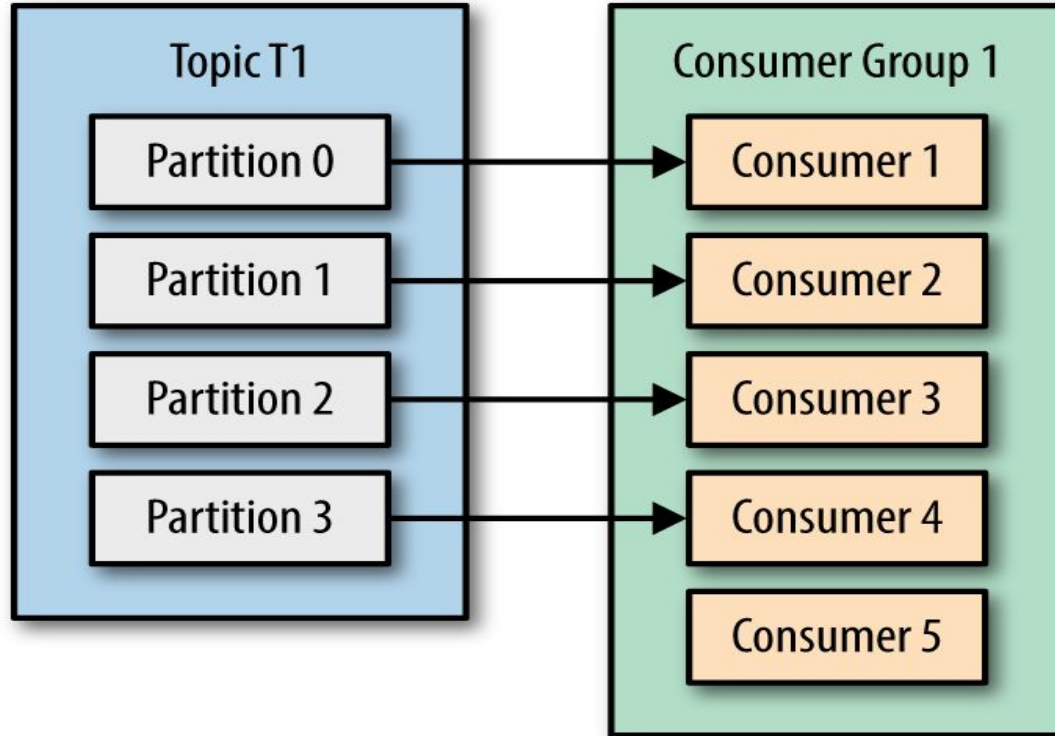 Topic T1
Partition 0
Partition 1
Partition 2
Partition 3
Consumer Group 1
Consumer 1
Consumer 2
Consumer 3
Consumer 4
Consumer 5